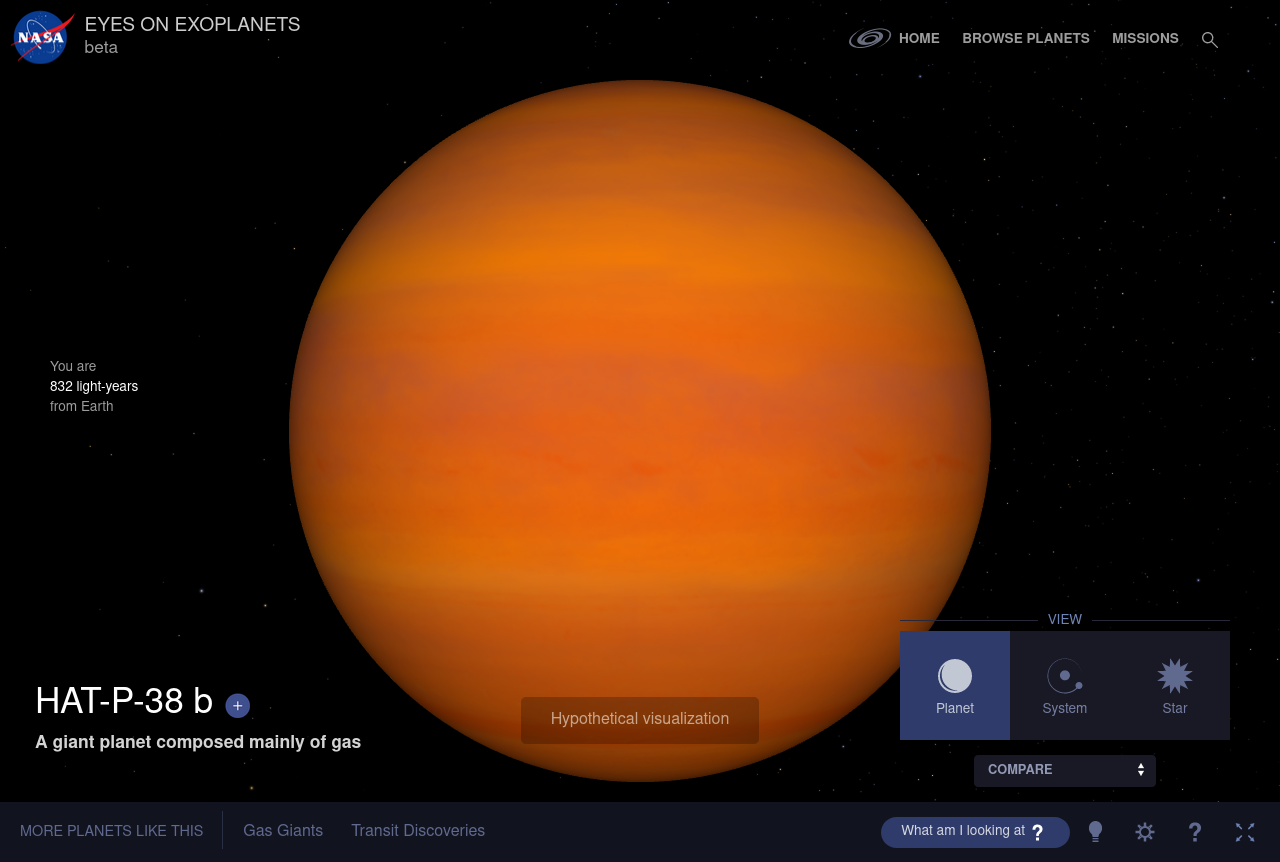 NASA
EYES ON EXOPLANETS
beta
HOME
BROWSE PLANETS
MISSIONS
You are
832 light-years
from Earth
HAT-P-38 b
+
A giant planet composed mainly of gas
Hypothetical visualization
VIEW
Planet
System
Star
COMPARE
MORE PLANETS LIKE THIS
Gas Giants
Transit Discoveries
What am I looking at ?
?